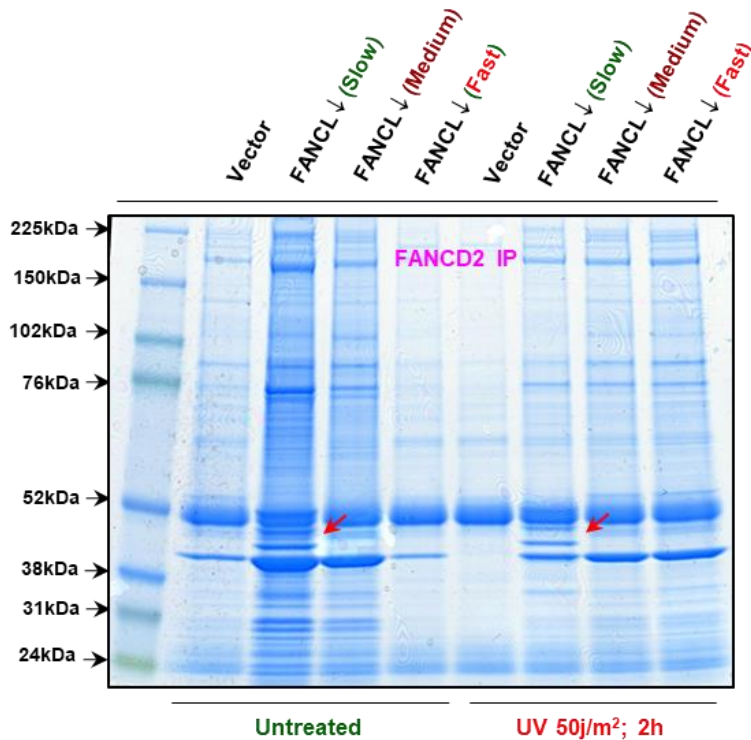 Vector
FANCL ↓ (Slow)
FANCL ↓ (Medium)
FANCL ↓ (Fast)
Vector
FANCL ↓ (Slow)
FANCL ↓ (Medium)
FANCL ↓ (Fast)
225kDa
150kDa
102kDa
76kDa
52kDa
38kDa
31kDa
24kDa
FANCD2 IP
Untreated
UV 50j/m²; 2h